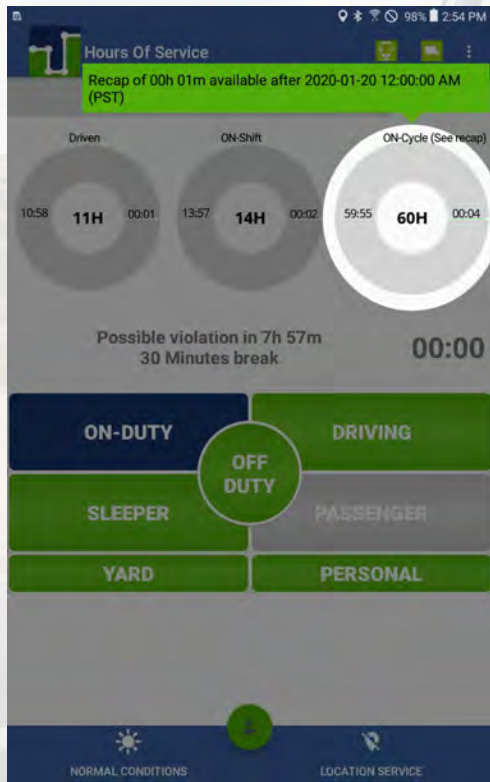 98% 2:54 PM
Hours Of Service
Recap of 00h 01m available after 2020-01-20 12:00:00 AM
(PST)
Driven ON-Shift ON-Cycle (See recap)
10:58 11H 00:01 13:57 14H 00:02 59:55 60H 00:04
Possible violation in 7h 57m
30 Minutes break
00:00
ON-DUTY DRIVING
OFF
DUTY
SLEEPER PASSENGER
YARD PERSONAL
NORMAL CONDITIONS LOCATION SERVICE